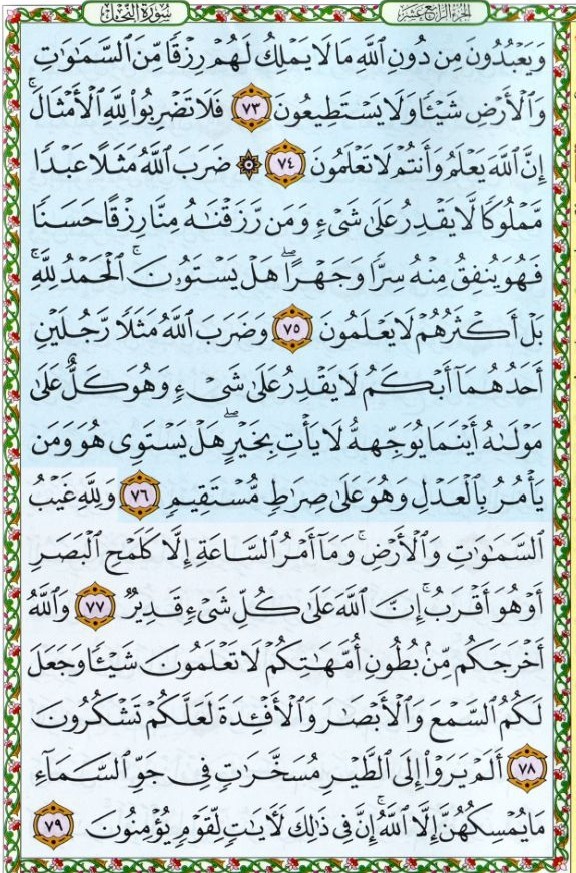 الجزء الرابع عشر سورة النحل
وَيَعْبُدُونَ مِن دُونِ ٱللَّهِ مَا لَا يَمْلِكُ لَهُمْ رِزْقًا مِّنَ ٱلسَّمَٰوَٰتِ
وَٱلْأَرْضِ شَيْـًٔا وَلَا يَسْتَطِيعُونَ ٧٣ فَلَا تَضْرِبُوا۟ لِلَّهِ ٱلْأَمْثَالَ ۚ
إِنَّ ٱللَّهَ يَعْلَمُ وَأَنتُمْ لَا تَعْلَمُونَ ٧٤ ۞ ضَرَبَ ٱللَّهُ مَثَلًا عَبْدًا
مَّمْلُوكًا لَّا يَقْدِرُ عَلَىٰ شَىْءٍ وَمَن رَّزَقْنَٰهُ مِنَّا رِزْقًا حَسَنًا
فَهُوَ يُنفِقُ مِنْهُ سِرًّا وَجَهْرًا ۖ هَلْ يَسْتَوُۥنَ ۚ ٱلْحَمْدُ لِلَّهِ ۚ
بَلْ أَكْثَرُهُمْ لَا يَعْلَمُونَ ٧٥ وَضَرَبَ ٱللَّهُ مَثَلًا رَّجُلَيْنِ
أَحَدُهُمَآ أَبْكَمُ لَا يَقْدِرُ عَلَىٰ شَىْءٍ وَهُوَ كَلٌّ عَلَىٰ
مَوْلَىٰهُ أَيْنَمَا يُوَجِّههُّ لَا يَأْتِ بِخَيْرٍ ۖ هَلْ يَسْتَوِى هُوَ وَمَن
يَأْمُرُ بِٱلْعَدْلِ وَهُوَ عَلَىٰ صِرَٰطٍ مُّسْتَقِيمٍ ٧٦ وَلِلَّهِ غَيْبُ
ٱلسَّمَٰوَٰتِ وَٱلْأَرْضِ ۚ وَمَآ أَمْرُ ٱلسَّاعَةِ إِلَّا كَلَمْحِ ٱلْبَصَرِ
أَوْ هُوَ أَقْرَبُ ۚ إِنَّ ٱللَّهَ عَلَىٰ كُلِّ شَىْءٍ قَدِيرٌ ٧٧ وَٱللَّهُ
أَخْرَجَكُم مِّنۢ بُطُونِ أُمَّهَٰتِكُمْ لَا تَعْلَمُونَ شَيْـًٔا وَجَعَلَ
لَكُمُ ٱلسَّمْعَ وَٱلْأَبْصَٰرَ وَٱلْأَفْـِٔدَةَ لَعَلَّكُمْ تَشْكُرُونَ
٧٨ أَلَمْ يَرَوْا۟ إِلَى ٱلطَّيْرِ مُسَخَّرَٰتٍ فِى جَوِّ ٱلسَّمَآءِ
مَا يُمْسِكُهُنَّ إِلَّا ٱللَّهُ ۗ إِنَّ فِى ذَٰلِكَ لَءَايَٰتٍ لِّقَوْمٍ يُؤْمِنُونَ ٧٩